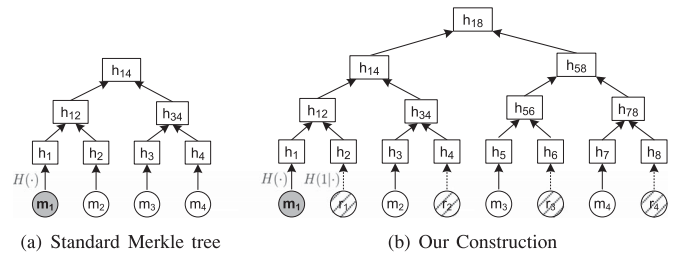 h18
h14 h14 h58
h12 h34 h12 h34 h56 h78
h1 h2 h3 h4 h1 h2 h3 h4 h5 h6 h7 h8
H(·) H(·) H(1|·)
m1 m2 m3 m4 m1 r1 m2 r2 m3 r3 m4 r4
(a) Standard Merkle tree (b) Our Construction